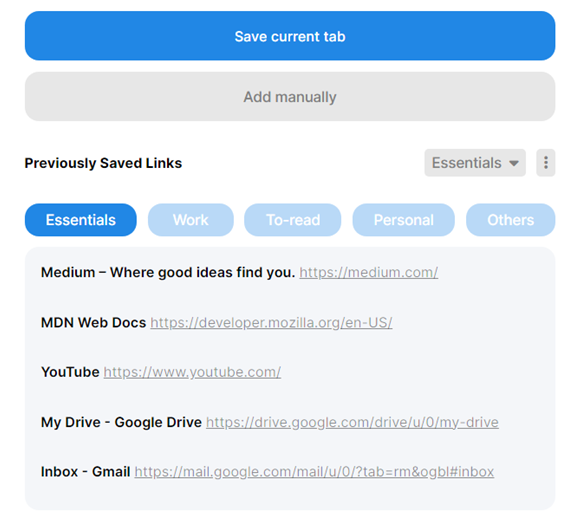 Save current tab
Add manually
Previously Saved Links Essentials
Essentials Work To-read Personal Others
Medium – Where good ideas find you. https://medium.com/
MDN Web Docs https://developer.mozilla.org/en-US/
YouTube https://www.youtube.com/
My Drive - Google Drive https://drive.google.com/drive/u/0/my-drive
Inbox - Gmail https://mail.google.com/mail/u/0/?tab=rm&ogbl#inbox